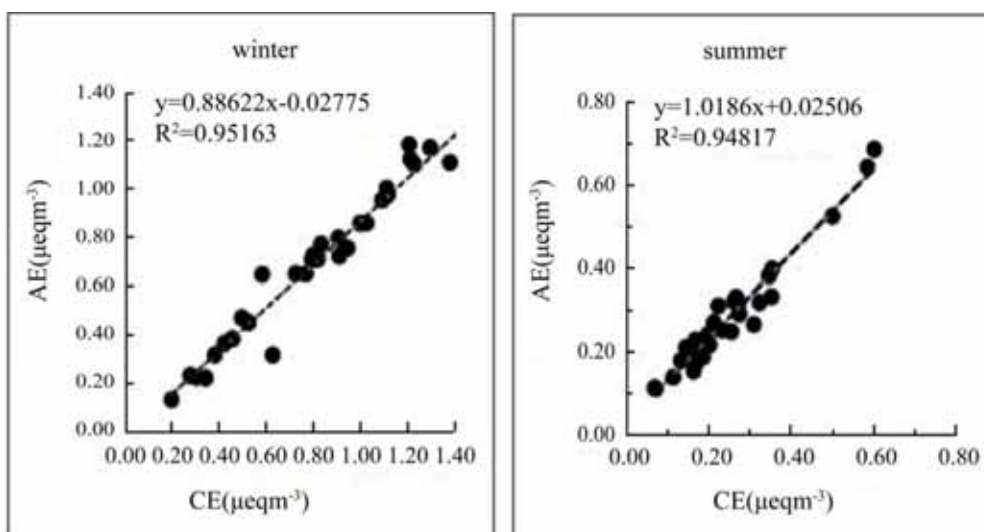 winter
y=0.88622x-0.02775
R²=0.95163
1.40
1.20
1.00
0.80
0.60
0.40
0.20
0.00
AE(μeqm⁻³)
0.00 0.20 0.40 0.60 0.80 1.00 1.20 1.40
CE(μeqm⁻³)
summer
y=1.0186x+0.02506
R²=0.94817
0.80
0.60
0.40
0.20
0.00
AE(μeqm⁻³)
0.00 0.20 0.40 0.60 0.80
CE(μeqm⁻³)